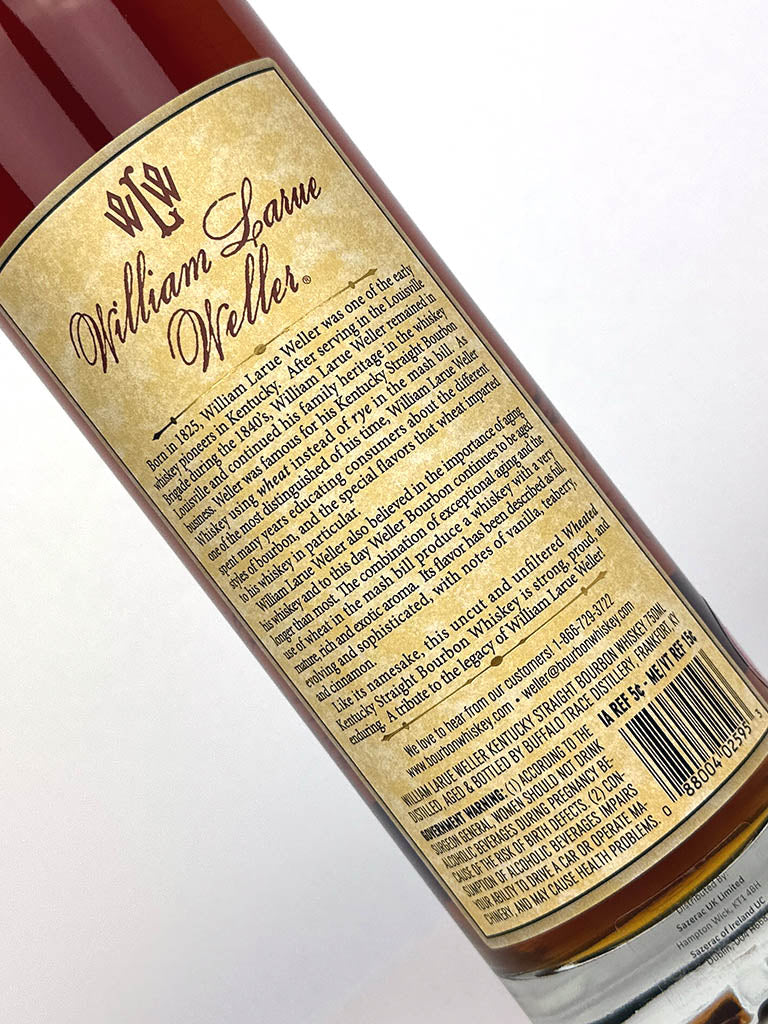 WLW
William Larue
Weller®
Born in 1825, William Larue Weller was one of the early
whiskey pioneers in Kentucky. After serving in the Louisville
Brigade during the 1840's, William Larue Weller remained in
Louisville and continued his family heritage in the whiskey
business. Weller was famous for his Kentucky Straight Bourbon
Whiskey using wheat instead of rye in the mash bill. As
one of the most distinguished of his time, William Larue Weller
spent many years educating consumers about the different
styles of bourbon, and the special flavors that wheat imparted
to his whiskey in particular.
William Larue Weller also believed in the importance of aging
his whiskey and to this day Weller Bourbon continues to be aged
longer than most. The combination of exceptional aging and the
use of wheat in the mash bill produce a whiskey with a very
mature, rich and exotic aroma. Its flavor has been described as full,
evolving and sophisticated, with notes of vanilla, teaberry,
and cinnamon.
Like its namesake, this uncut and unfiltered Wheated
Kentucky Straight Bourbon Whiskey is strong, proud, and
enduring. A tribute to the legacy of William Larue Weller!
We love to hear from our customers! 1-866-729-3722
www.bourbonwhiskey.com • weller@bourbonwhiskey.com
WILLIAM LARUE WELLER KENTUCKY STRAIGHT BOURBON WHISKEY 750ML
DISTILLED, AGED & BOTTLED BY BUFFALO TRACE DISTILLERY, FRANKFORT, KY
IA REF 5¢ - ME/VT REF 15¢
GOVERNMENT WARNING: (1) ACCORDING TO THE
SURGEON GENERAL, WOMEN SHOULD NOT DRINK
ALCOHOLIC BEVERAGES DURING PREGNANCY BE-
CAUSE OF THE RISK OF BIRTH DEFECTS. (2) CON-
SUMPTION OF ALCOHOLIC BEVERAGES IMPAIRS
YOUR ABILITY TO DRIVE A CAR OR OPERATE MA-
CHINERY, AND MAY CAUSE HEALTH PROBLEMS.
0 88004 02595 3
Distributed by:
Sazerac UK Limited
Hampton Wick, KT1 4DH
Sazerac of Ireland UC
Dublin, D04